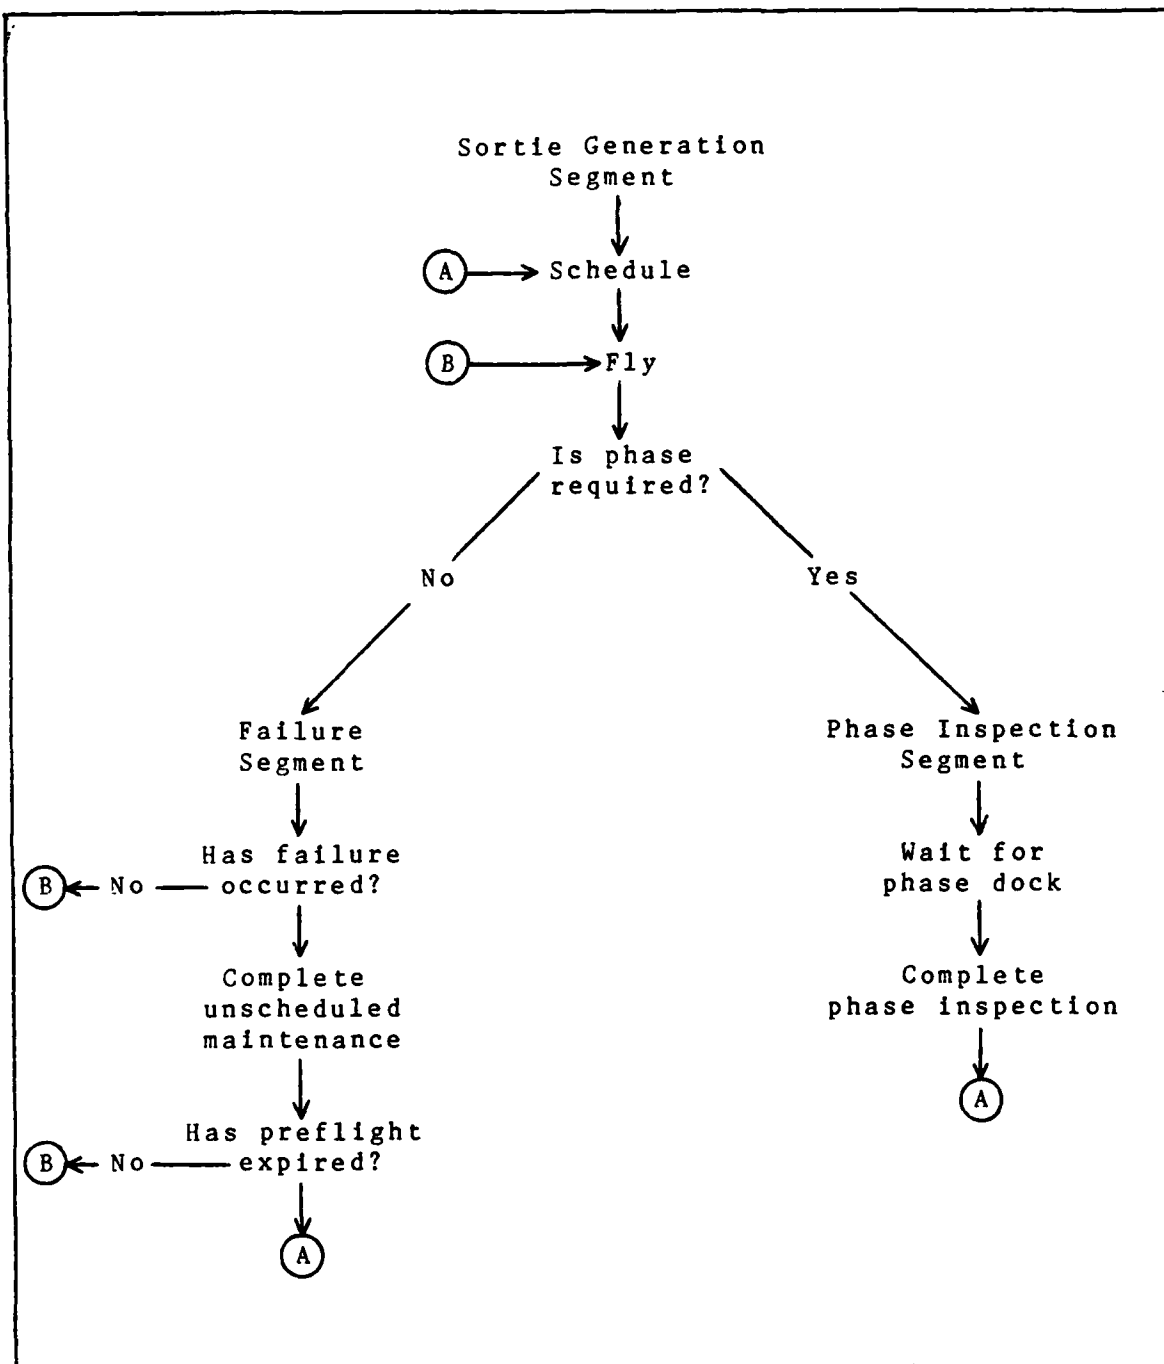 Sortie Generation
Segment
A
Schedule
B
Fly
Is phase
required?
No
Yes
Failure
Segment
Has failure
occurred?
B
No
Complete
unscheduled
maintenance
Has preflight
expired?
B
No
A
Phase Inspection
Segment
Wait for
phase dock
Complete
phase inspection
A